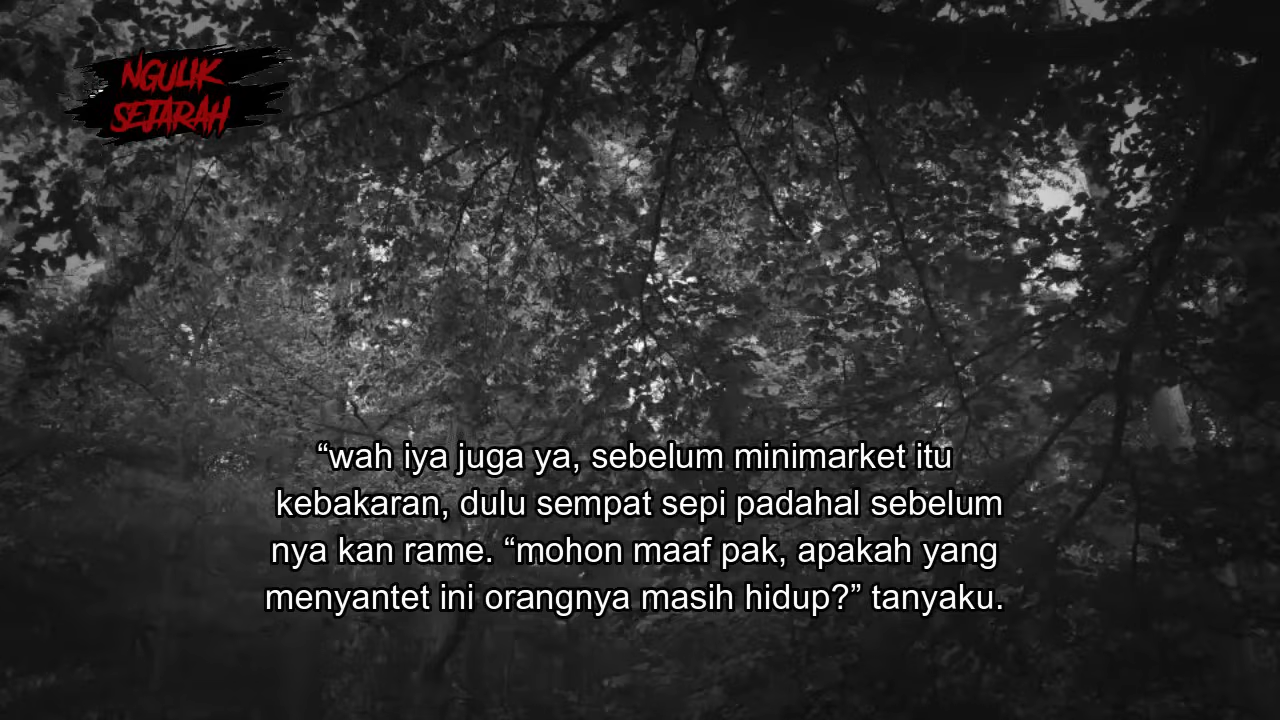 NGULIK
SEJARAH
“wah iya juga ya, sebelum minimarket itu
kebakaran, dulu sempat sepi padahal sebelum
nya kan rame. “mohon maaf pak, apakah yang
menyantet ini orangnya masih hidup?” tanyaku.